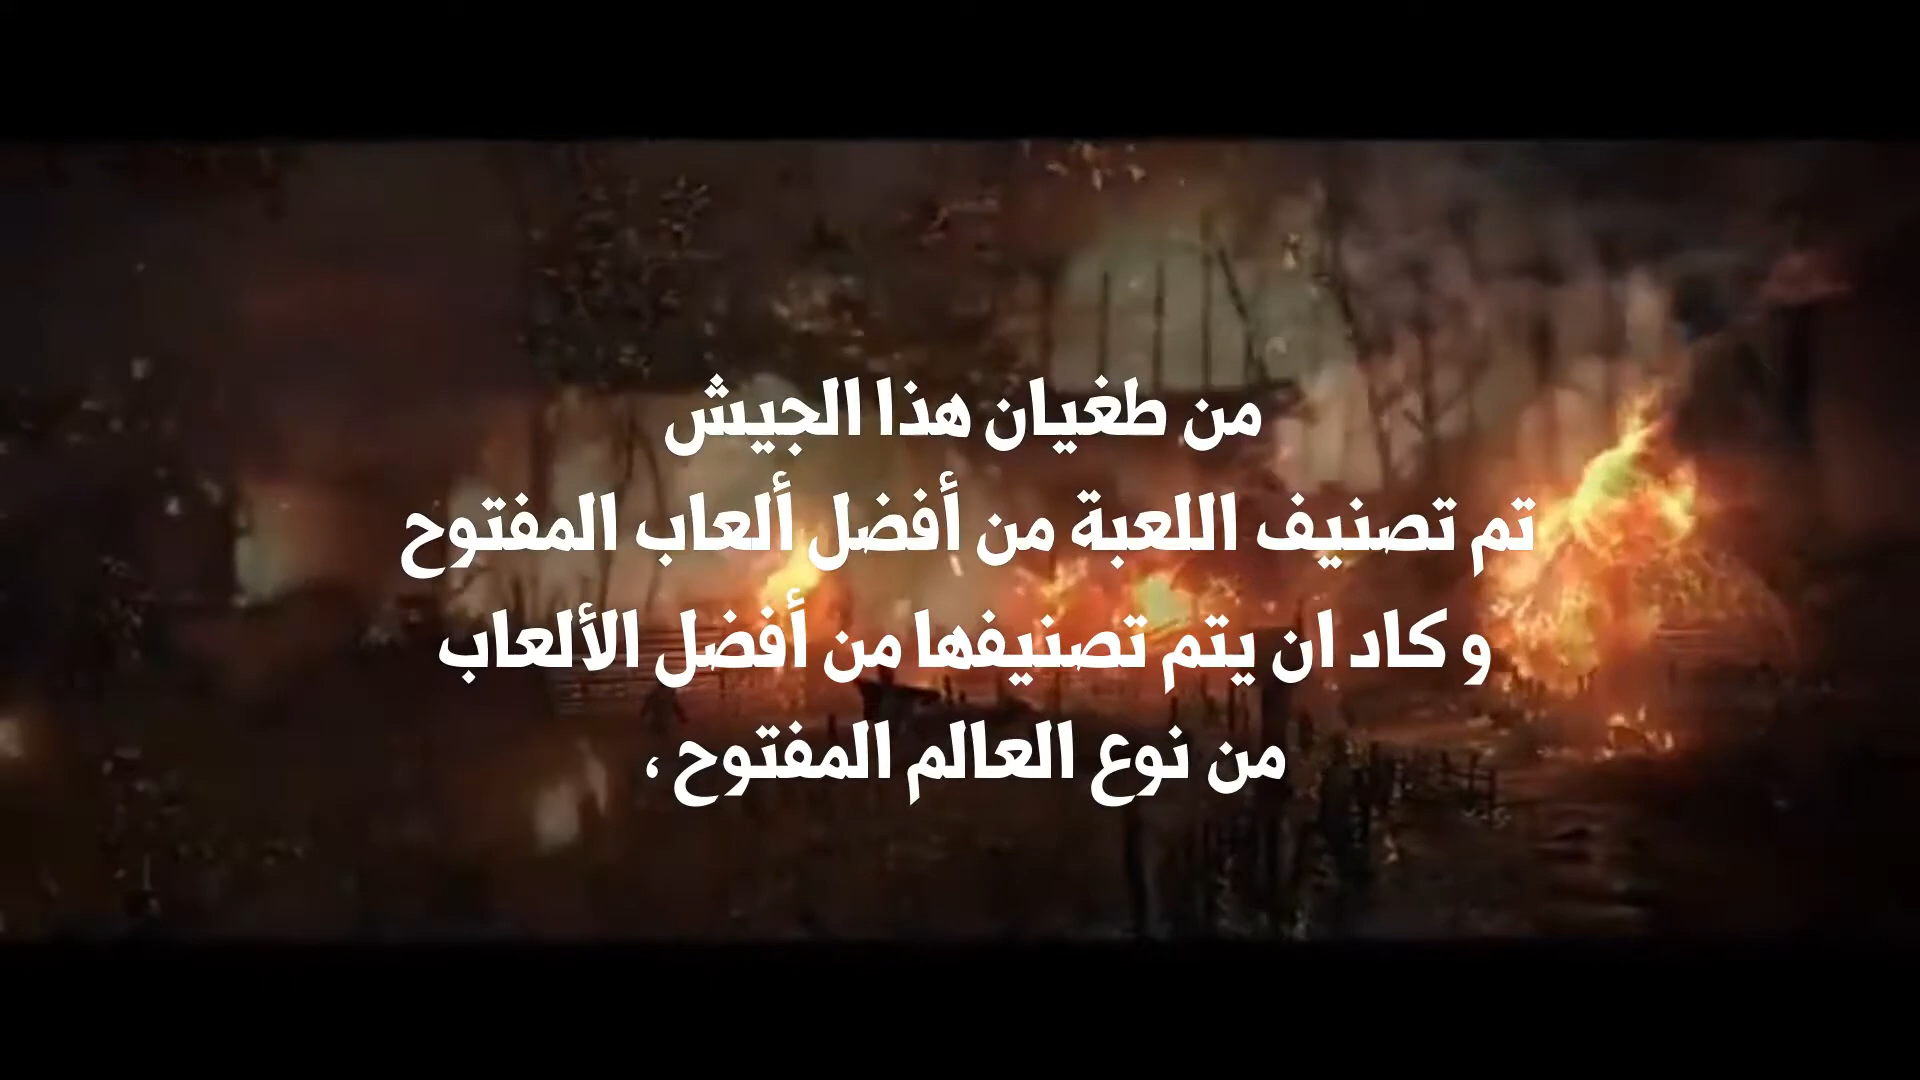 من طغيان هذا الجيش
تم تصنيف اللعبة من أفضل ألعاب المفتوح
و كاد ان يتم تصنيفها من أفضل الألعاب
من نوع العالم المفتوح ،